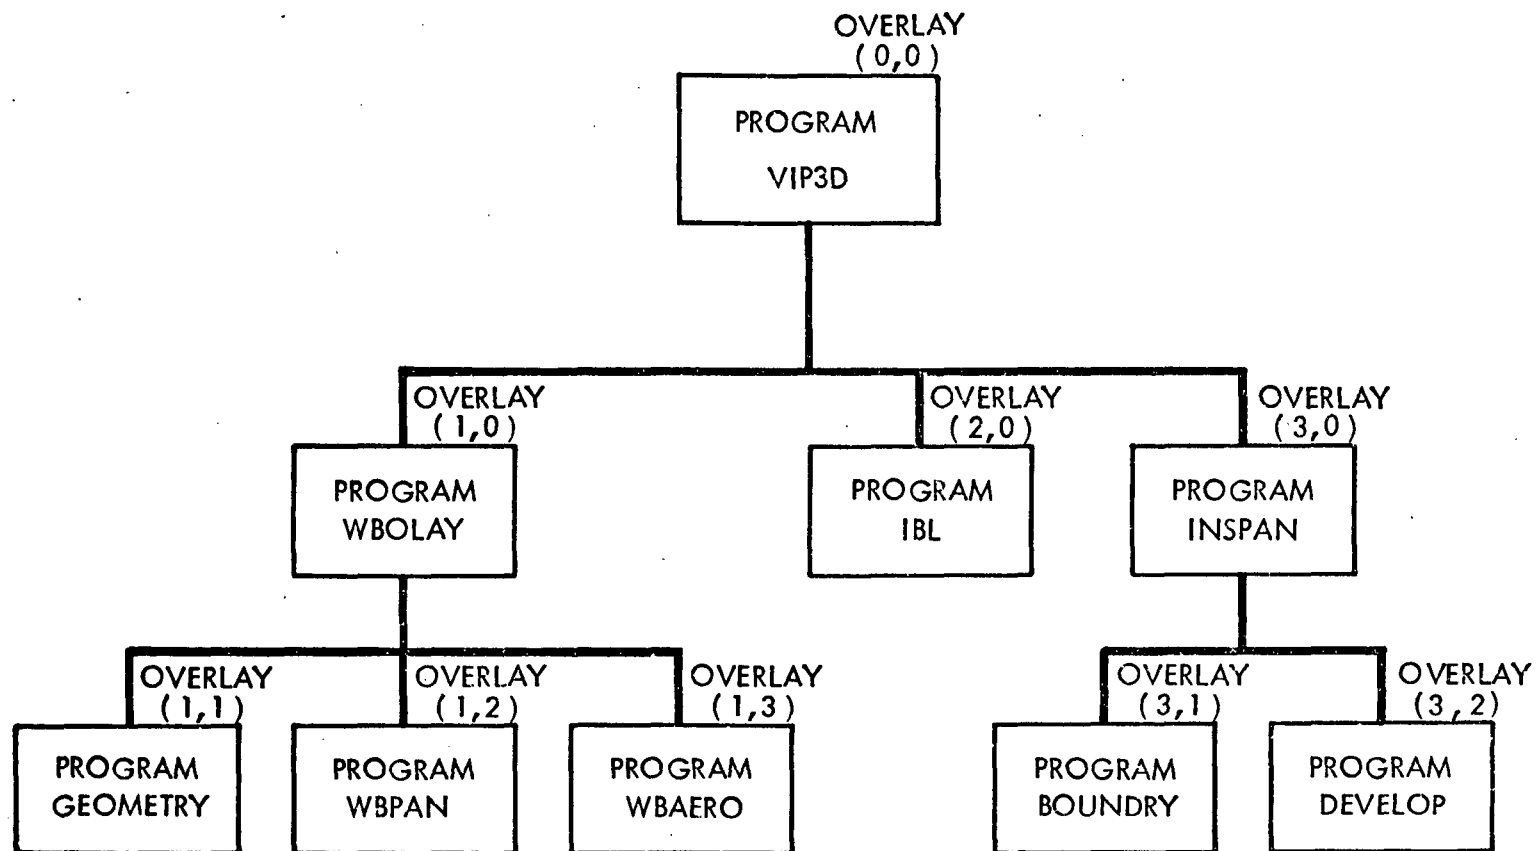 OVERLAY
(0,0)
PROGRAM
VIP3D
OVERLAY
(1,0)
PROGRAM
WBOLAY
OVERLAY
(2,0)
PROGRAM
IBL
OVERLAY
(3,0)
PROGRAM
INSPAN
OVERLAY
(1,1)
PROGRAM
GEOMETRY
OVERLAY
(1,2)
PROGRAM
WBPAN
OVERLAY
(1,3)
PROGRAM
WBAERO
OVERLAY
(3,1)
PROGRAM
BOUNDRY
OVERLAY
(3,2)
PROGRAM
DEVELOP